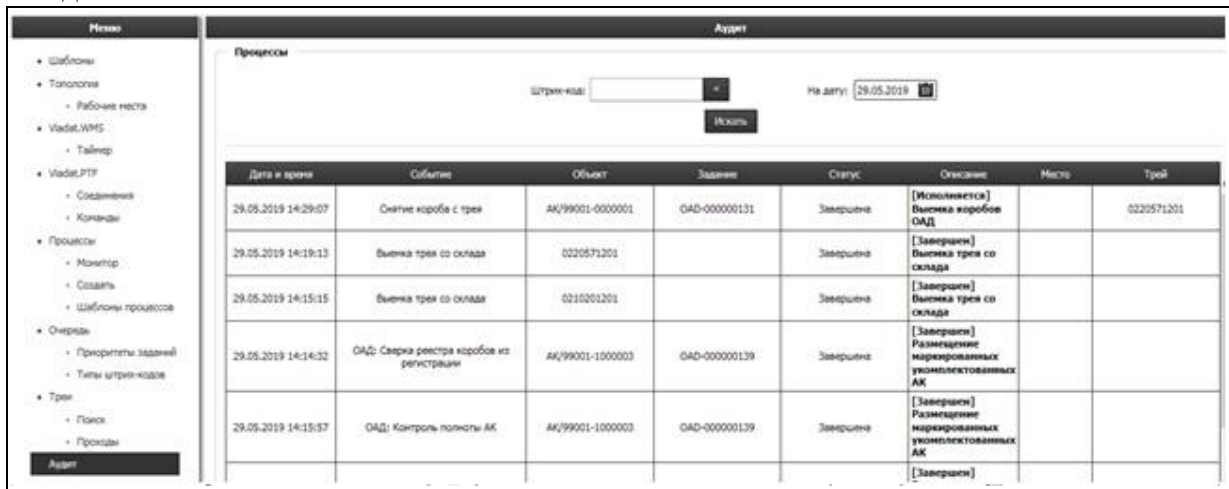 Меню
• Шаблоны
• Топология
◦ Рабочие места
• Viadat.WMS
◦ Таймер
• Viadat.PTF
◦ Соединения
◦ Команды
• Процессы
◦ Монитор
◦ Создать
◦ Шаблоны процессов
• Очередь
◦ Приоритеты заданий
◦ Типы штрих-кодов
• Треи
◦ Поиск
◦ Проходы
Аудит
Аудит
Процессы
Штрих-код:
На дату: 29.05.2019
Искать
Дата и время Событие Объект Задание Статус Описание Место Трей
29.05.2019 14:29:07 Снятие короба с трея АК/99001-0000001 ОАД-000000131 Завершена [Исполняется] Выемка коробов ОАД 0220571201
29.05.2019 14:19:13 Выемка трея со склада 0220571201 Завершена [Завершен] Выемка трея со склада
29.05.2019 14:15:15 Выемка трея со склада 0210201201 Завершена [Завершен] Выемка трея со склада
29.05.2019 14:14:32 ОАД: Сверка реестра коробов из регистрации АК/99001-1000003 ОАД-000000139 Завершена [Завершен] Размещение маркированных укомплектованных АК
29.05.2019 14:15:57 ОАД: Контроль полноты АК АК/99001-1000003 ОАД-000000139 Завершена [Завершен] Размещение маркированных укомплектованных АК
[Завершен]